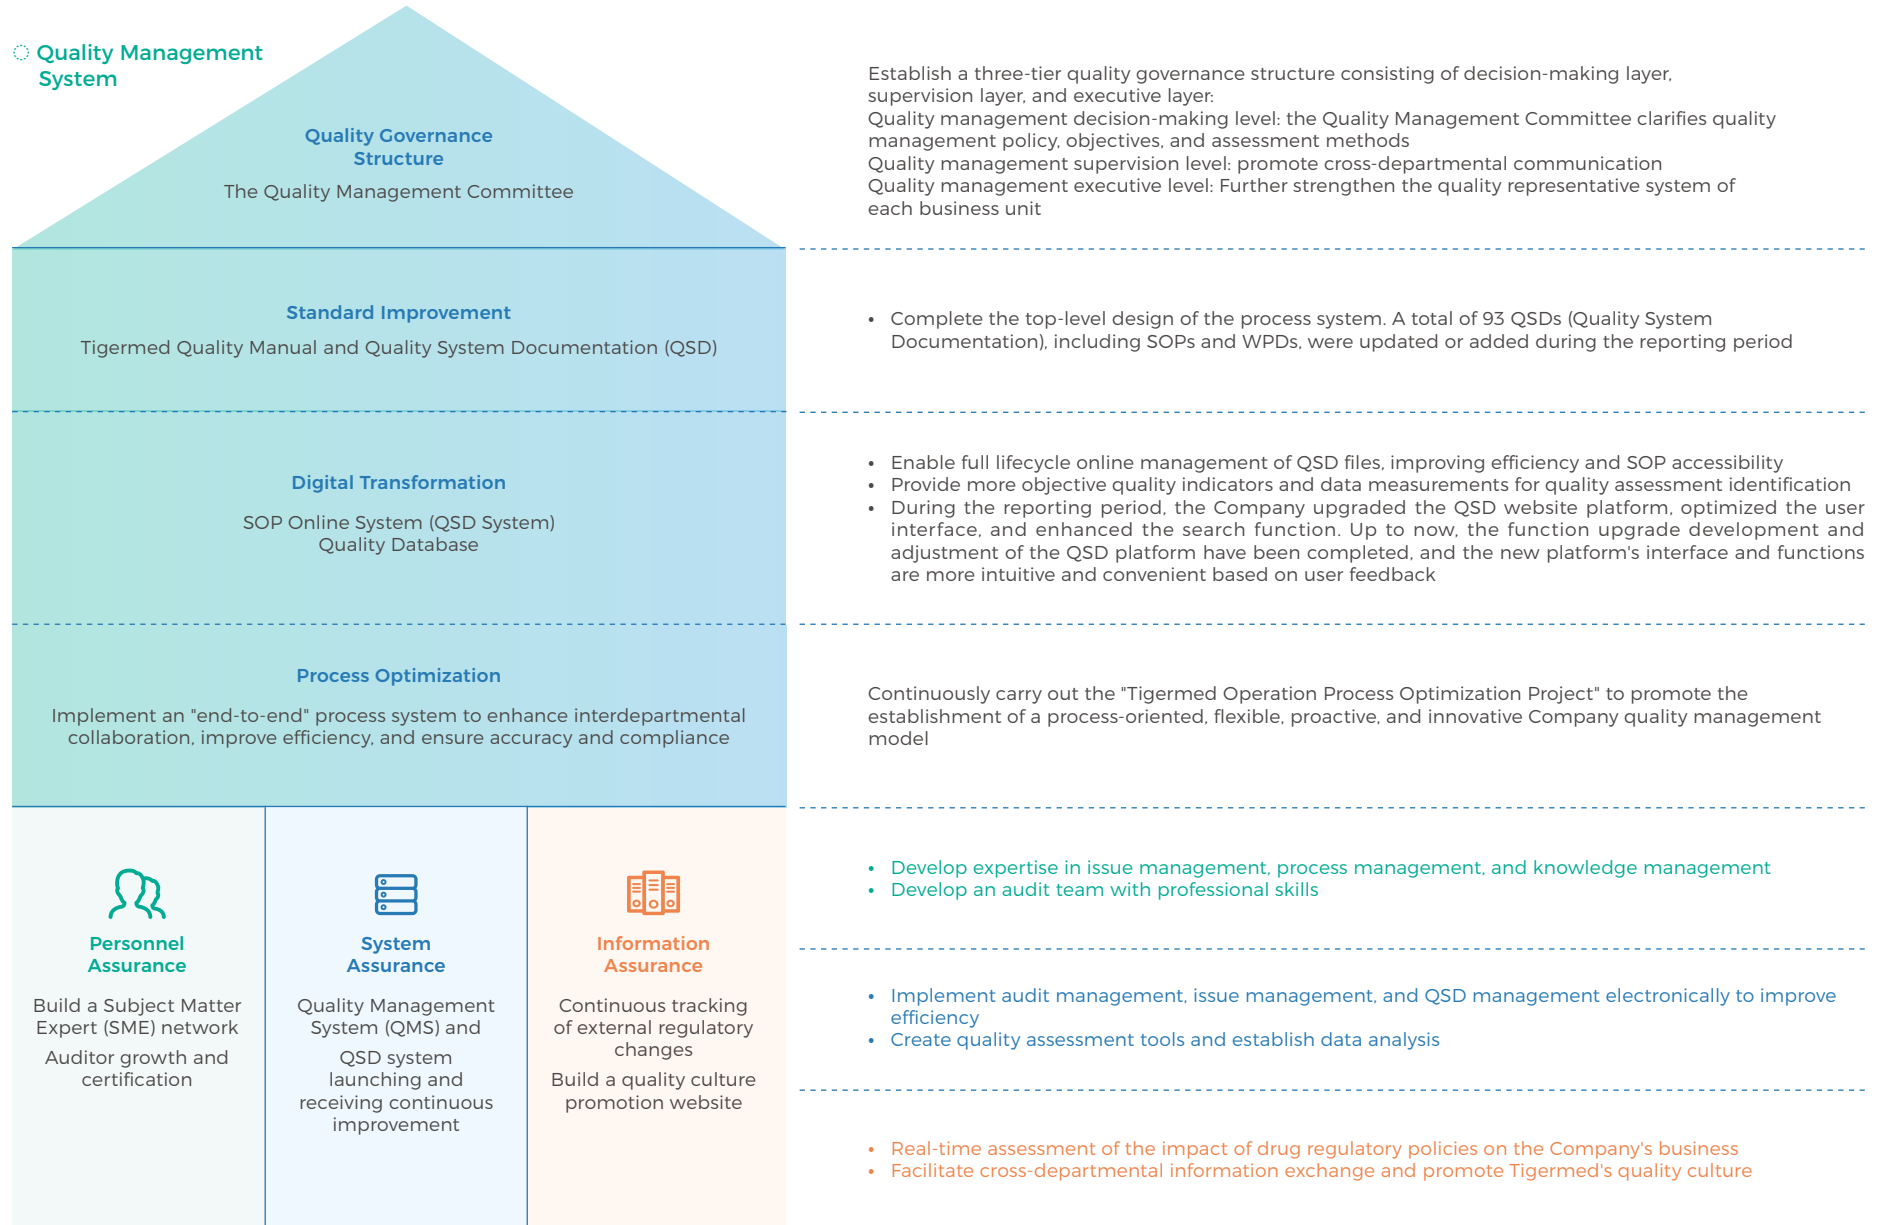 Quality Management
System
Quality Governance
Structure
The Quality Management Committee
Establish a three-tier quality governance structure consisting of decision-making layer,
supervision layer, and executive layer:
Quality management decision-making level: the Quality Management Committee clarifies quality
management policy, objectives, and assessment methods
Quality management supervision level: promote cross-departmental communication
Quality management executive level: Further strengthen the quality representative system of
each business unit
Standard Improvement
Tigermed Quality Manual and Quality System Documentation (QSD)
• Complete the top-level design of the process system. A total of 93 QSDs (Quality System
Documentation), including SOPs and WPDs, were updated or added during the reporting period
Digital Transformation
SOP Online System (QSD System)
Quality Database
• Enable full lifecycle online management of QSD files, improving efficiency and SOP accessibility
• Provide more objective quality indicators and data measurements for quality assessment identification
• During the reporting period, the Company upgraded the QSD website platform, optimized the user
interface, and enhanced the search function. Up to now, the function upgrade development and
adjustment of the QSD platform have been completed, and the new platform's interface and functions
are more intuitive and convenient based on user feedback
Process Optimization
Implement an "end-to-end" process system to enhance interdepartmental
collaboration, improve efficiency, and ensure accuracy and compliance
Continuously carry out the "Tigermed Operation Process Optimization Project" to promote the
establishment of a process-oriented, flexible, proactive, and innovative Company quality management
model
Personnel
Assurance
Build a Subject Matter
Expert (SME) network
Auditor growth and
certification
System
Assurance
Quality Management
System (QMS) and
QSD system
launching and
receiving continuous
improvement
Information
Assurance
Continuous tracking
of external regulatory
changes
Build a quality culture
promotion website
• Develop expertise in issue management, process management, and knowledge management
• Develop an audit team with professional skills
• Implement audit management, issue management, and QSD management electronically to improve
efficiency
• Create quality assessment tools and establish data analysis
• Real-time assessment of the impact of drug regulatory policies on the Company's business
• Facilitate cross-departmental information exchange and promote Tigermed's quality culture